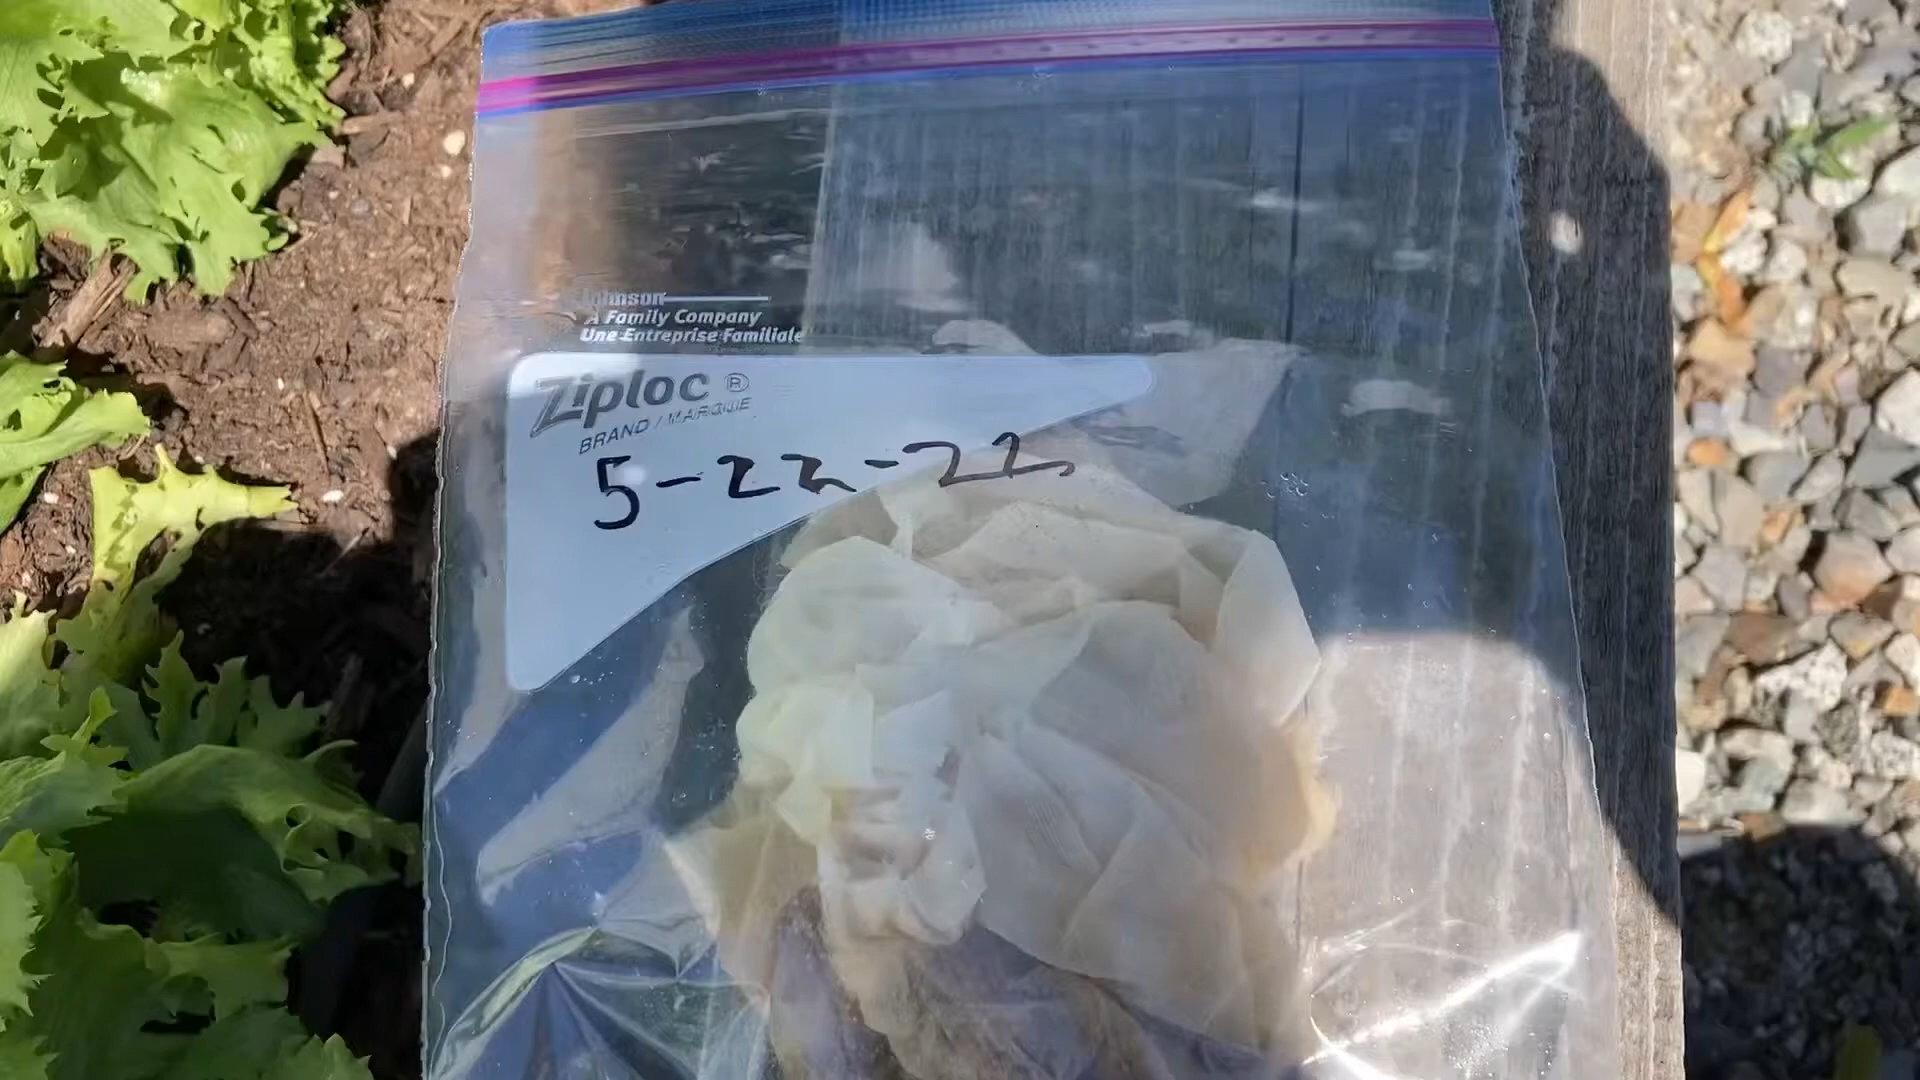 Johnson
A Family Company
Une Entreprise Familiale
Ziploc ®
BRAND / MARQUE
5-22-22